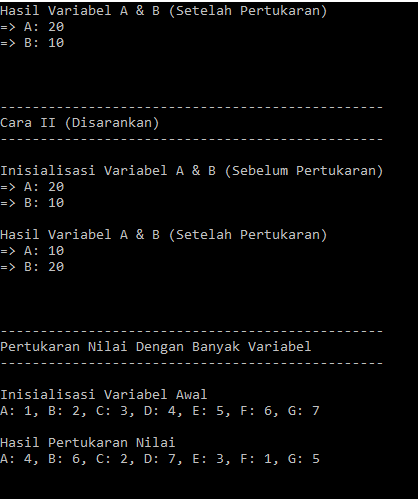 Hasil Variabel A & B (Setelah Pertukaran)
=> A: 20
=> B: 10
------------------------------------------------
Cara II (Disarankan)
------------------------------------------------
Inisialisasi Variabel A & B (Sebelum Pertukaran)
=> A: 20
=> B: 10
Hasil Variabel A & B (Setelah Pertukaran)
=> A: 10
=> B: 20
------------------------------------------------
Pertukaran Nilai Dengan Banyak Variabel
------------------------------------------------
Inisialisasi Variabel Awal
A: 1, B: 2, C: 3, D: 4, E: 5, F: 6, G: 7
Hasil Pertukaran Nilai
A: 4, B: 6, C: 2, D: 7, E: 3, F: 1, G: 5